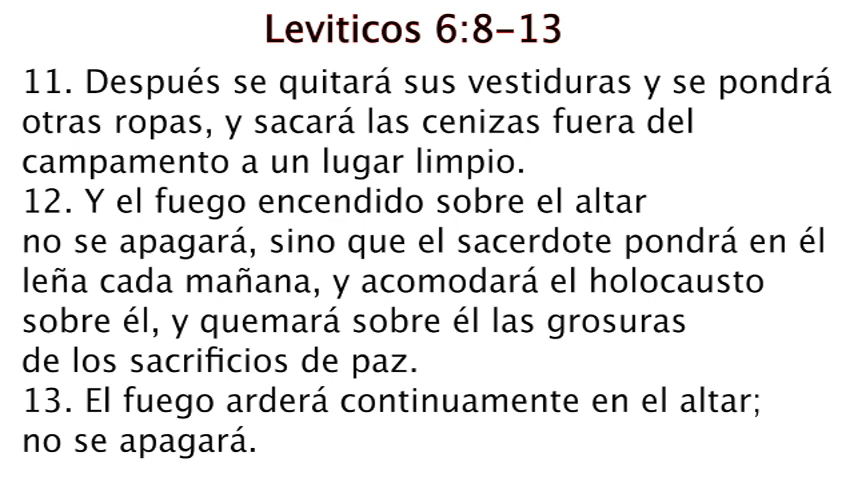 Leviticos 6:8-13
11. Después se quitará sus vestiduras y se pondrá
otras ropas, y sacará las cenizas fuera del
campamento a un lugar limpio.
12. Y el fuego encendido sobre el altar
no se apagará, sino que el sacerdote pondrá en él
leña cada mañana, y acomodará el holocausto
sobre él, y quemará sobre él las grosuras
de los sacrificios de paz.
13. El fuego arderá continuamente en el altar;
no se apagará.